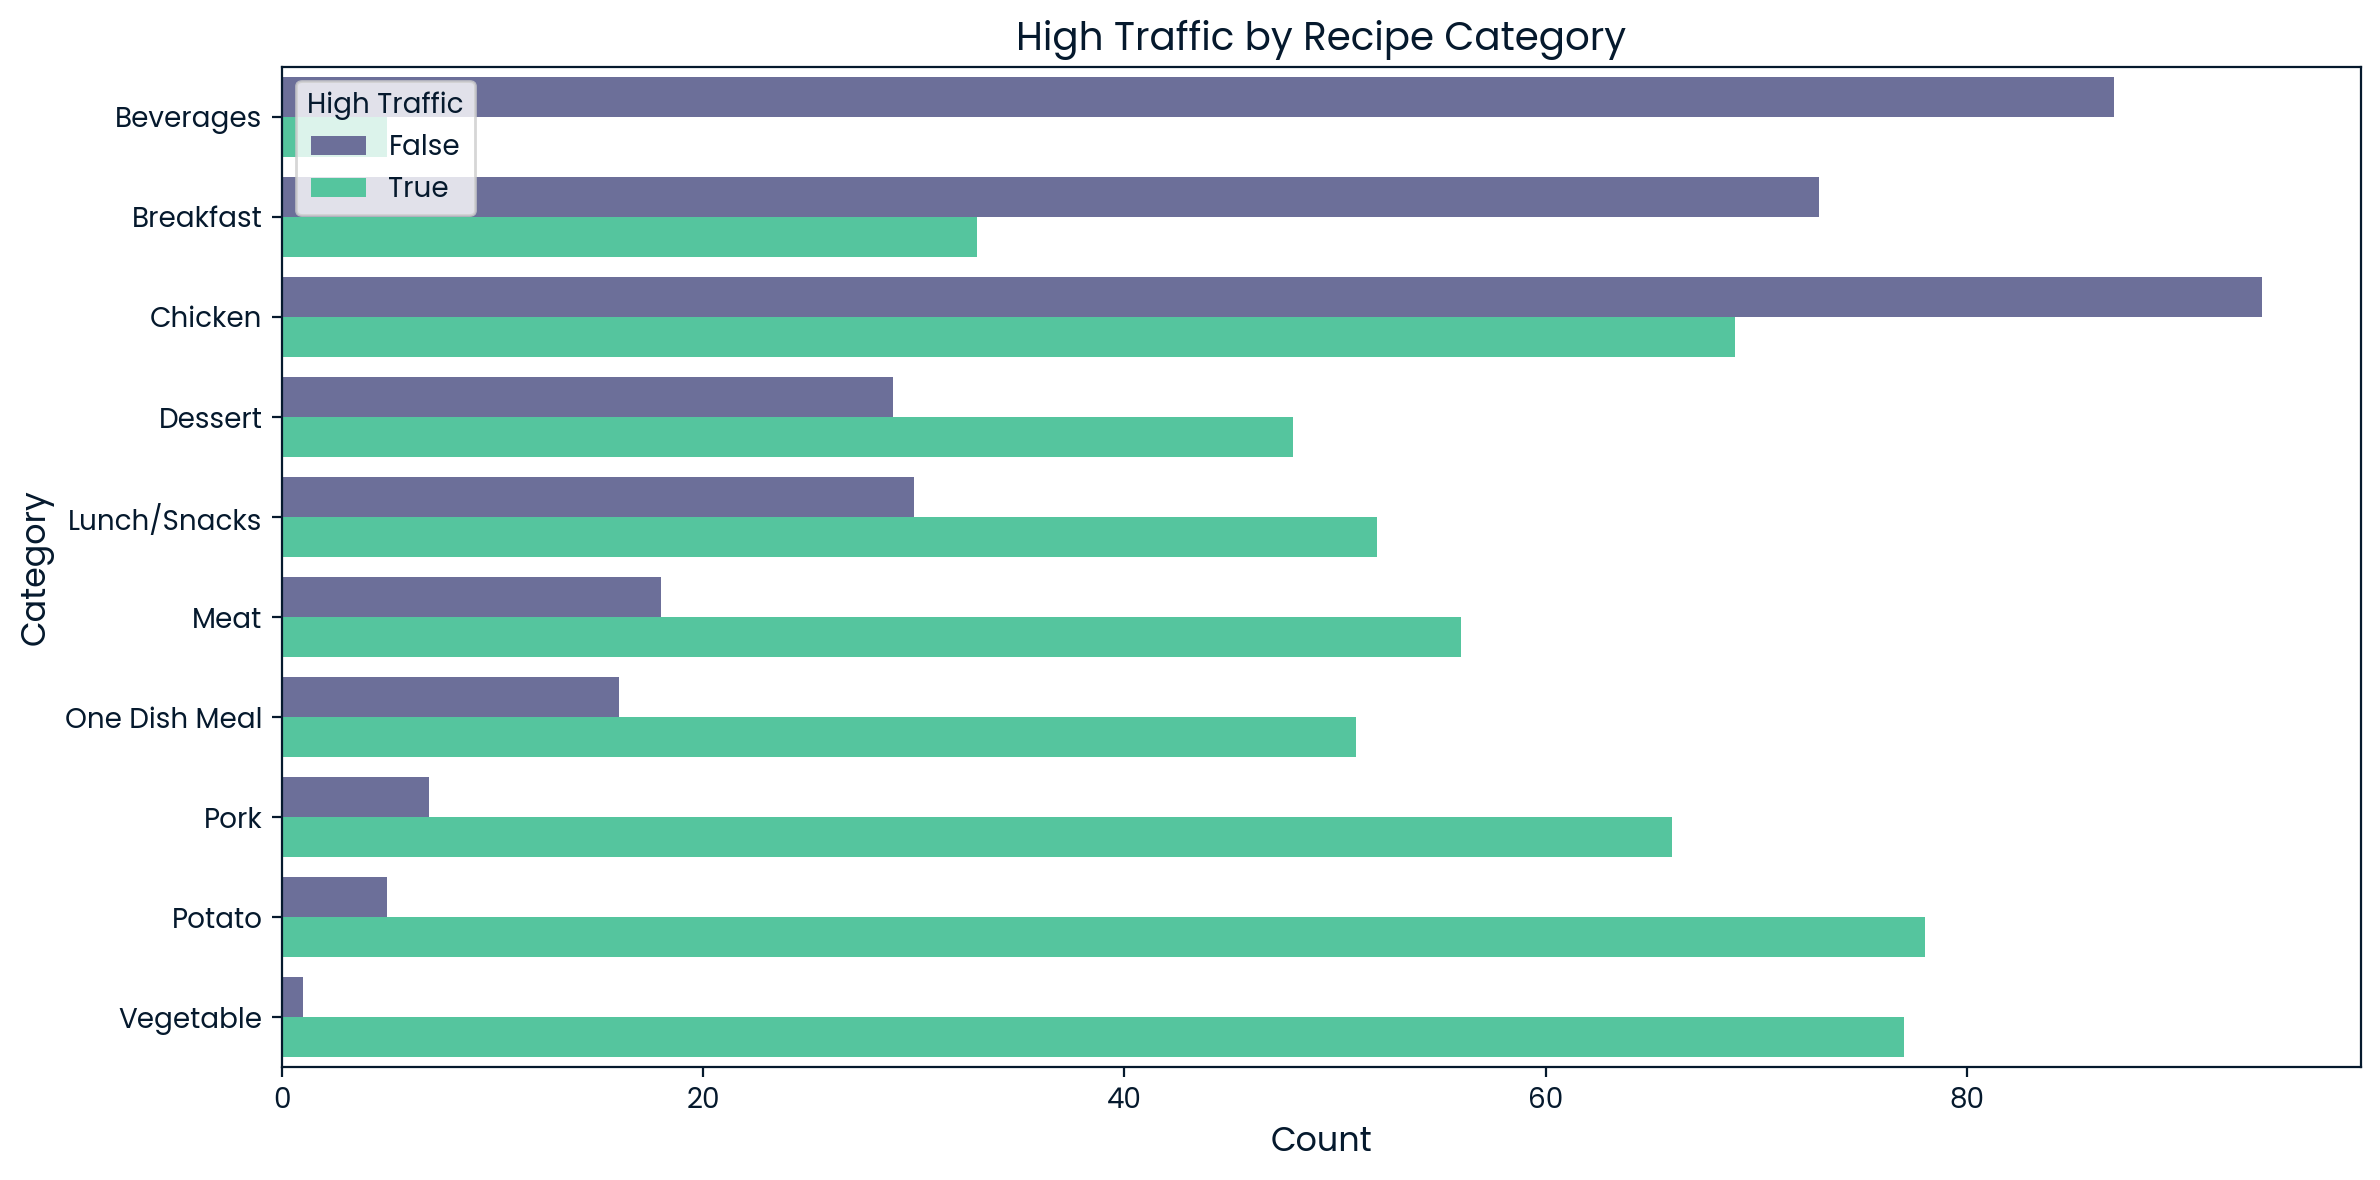 High Traffic by Recipe Category
High Traffic
False
True
Beverages
Breakfast
Chicken
Dessert
Lunch/Snacks
Meat
One Dish Meal
Pork
Potato
Vegetable
Category
0 20 40 60 80
Count